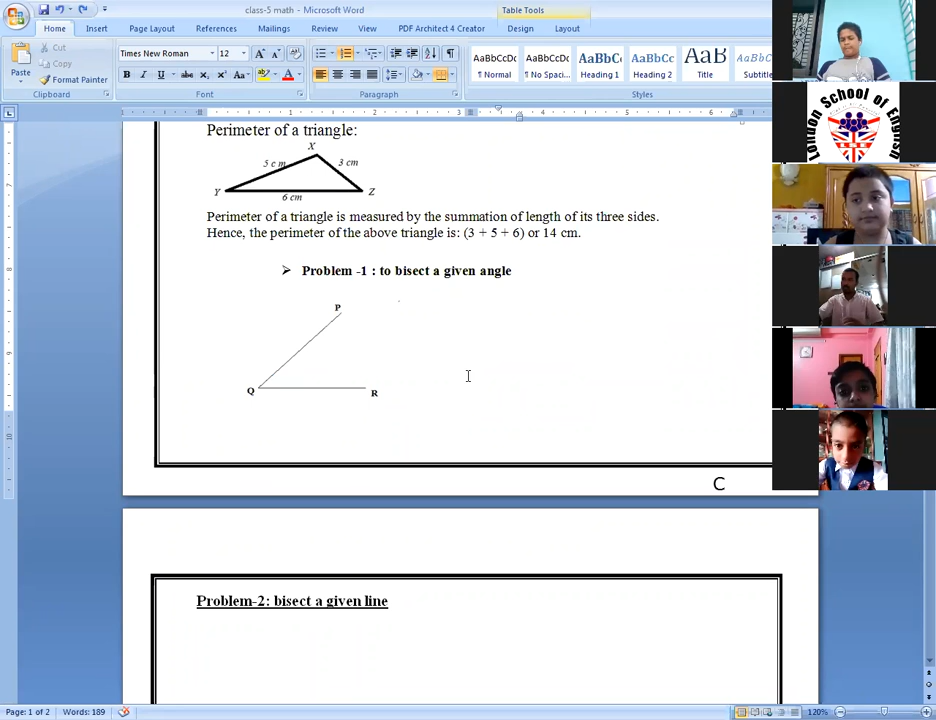 class-5 math - Microsoft Word
Table Tools
Home Insert Page Layout References Mailings Review View PDF Architect 4 Creator Design Layout
Paste
Cut
Copy
Format Painter
Clipboard
Times New Roman 12
Font
Paragraph
AaBbCcDc AaBbCcDc AaBbC AaBbCc AaB AaBbCc.
¶ Normal ¶ No Spaci... Heading 1 Heading 2 Title Subtitle
Styles
London School of English
Perimeter of a triangle:
X
5 cm 3 cm
Y Z
6 cm
Perimeter of a triangle is measured by the summation of length of its three sides.
Hence, the perimeter of the above triangle is: (3 + 5 + 6) or 14 cm.
➢ Problem -1 : to bisect a given angle
P
Q R
C
Problem-2: bisect a given line
Page: 1 of 2 Words: 189 120%